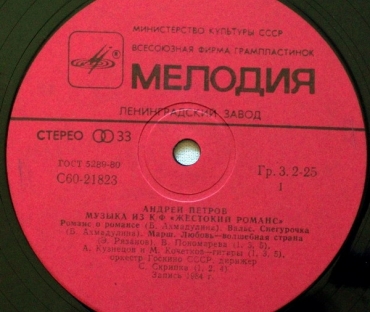 МИНИСТЕРСТВО КУЛЬТУРЫ СССР
ВСЕСОЮЗНАЯ ФИРМА ГРАМПЛАСТИНОК
МЕЛОДИЯ
ЛЕНИНГРАДСКИЙ ЗАВОД
СТЕРЕО 33
ГОСТ 5289-80
С60-21823
Гр. 3. 2-25
1
АНДРЕЙ ПЕТРОВ
МУЗЫКА ИЗ К/Ф «ЖЕСТОКИЙ РОМАНС»
Романс о романсе (Б. Ахмадулина). Вальс. Снегурочка
(Б. Ахмадулина). Марш. Любовь—волшебная страна
(Э. Рязанов). В. Пономарева (1, 3, 5),
А. Кузнецов и М. —гитары (1, 3, 5),
оркестр Госкино СССР, дирижер
С. Скрипка (1, 2, 4)
Запись 1984 г.